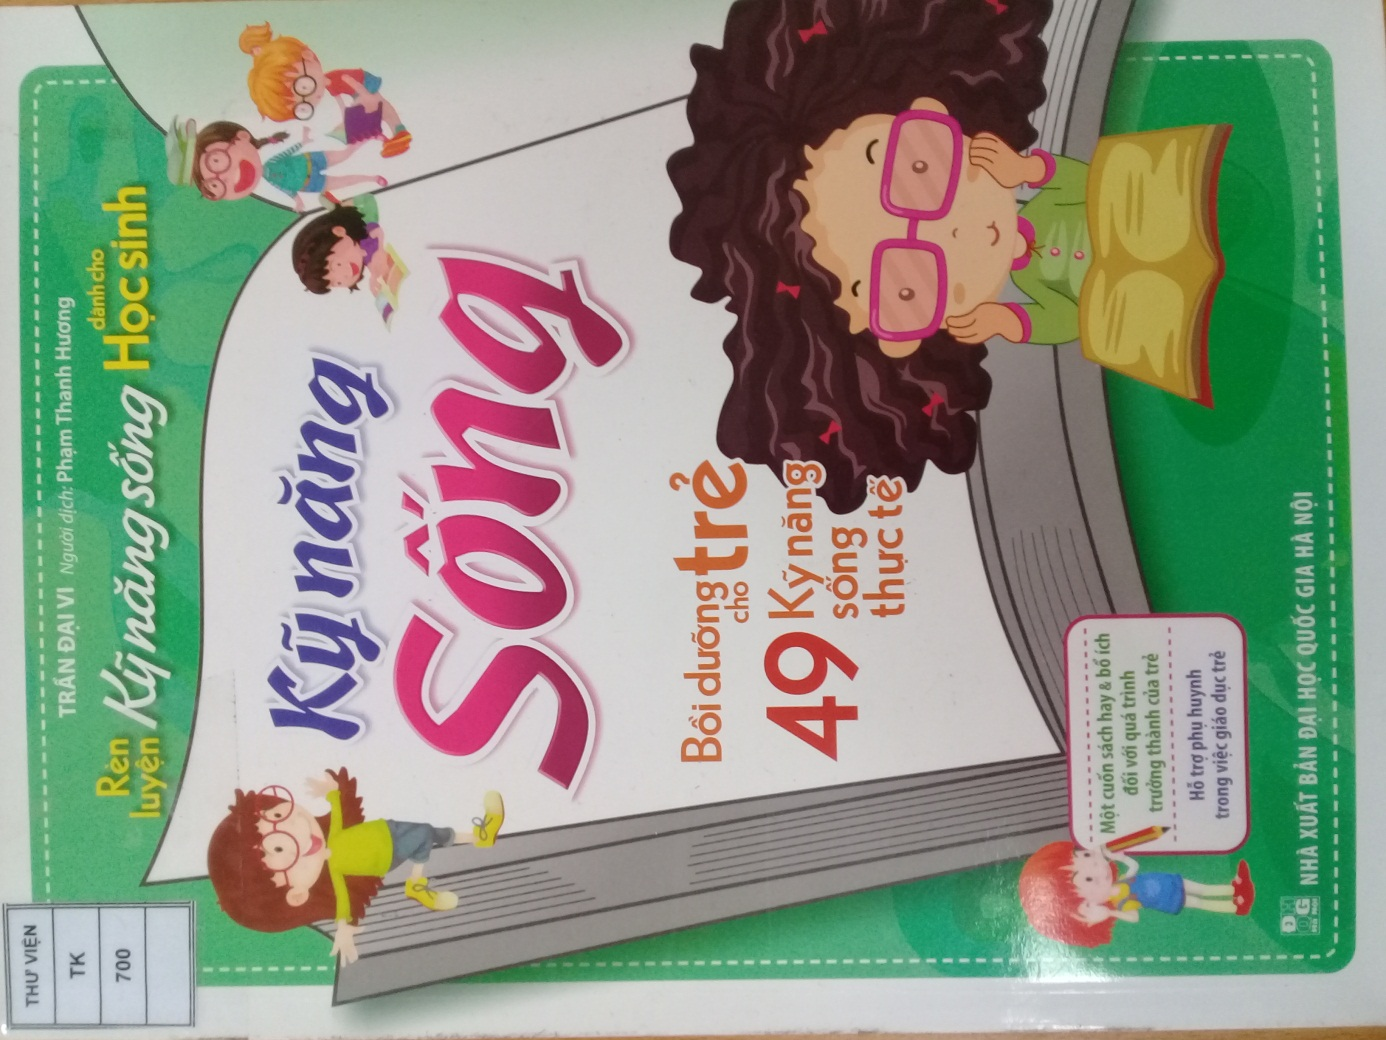 THƯ VIỆN
TK
700
TRẦN ĐẠI VI Người dịch: Phạm Thanh Hương
Rèn luyện Kỹ năng sống dành cho Học sinh
Kỹ năng
Sống
Bồi dưỡng cho trẻ
49 Kỹ năng
sống
thực tế
Một cuốn sách hay & bổ ích
đối với quá trình
trưởng thành của trẻ
Hỗ trợ phụ huynh
trong việc giáo dục trẻ
NHÀ XUẤT BẢN ĐẠI HỌC QUỐC GIA HÀ NỘI